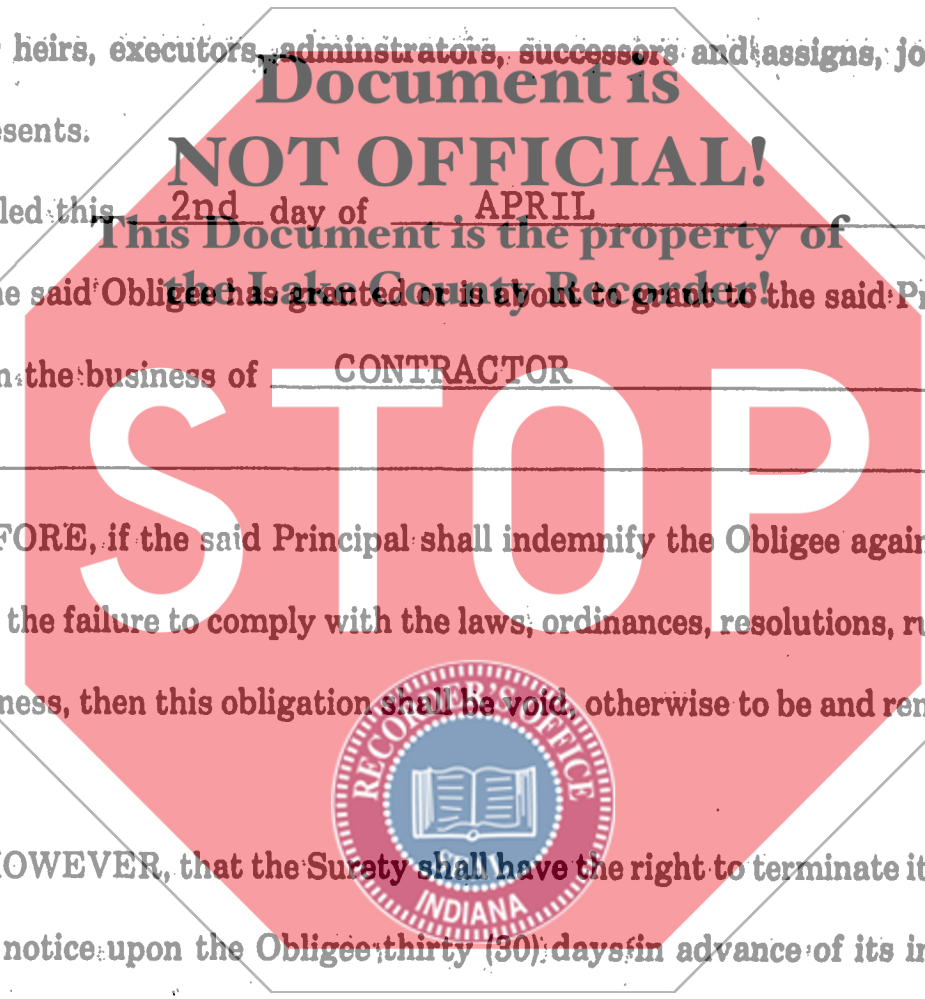 heirs, executors, adminstrators, successors and assigns, jo
Document is
esents.
NOT OFFICIAL!
led this 2nd day of APRIL
This Document is the property of
the Lake County Recorder!
e said Obligee has granted or is about to grant to the said Pr
n the business of CONTRACTOR
STOP
FORE, if the said Principal shall indemnify the Obligee again
the failure to comply with the laws, ordinances, resolutions, ru
ness, then this obligation shall be void, otherwise to be and rem
RECORDER'S OFFICE
OWEVER, that the Surety shall have the right to terminate it
INDIANA
notice upon the Obligee thirty (30) days in advance of its in